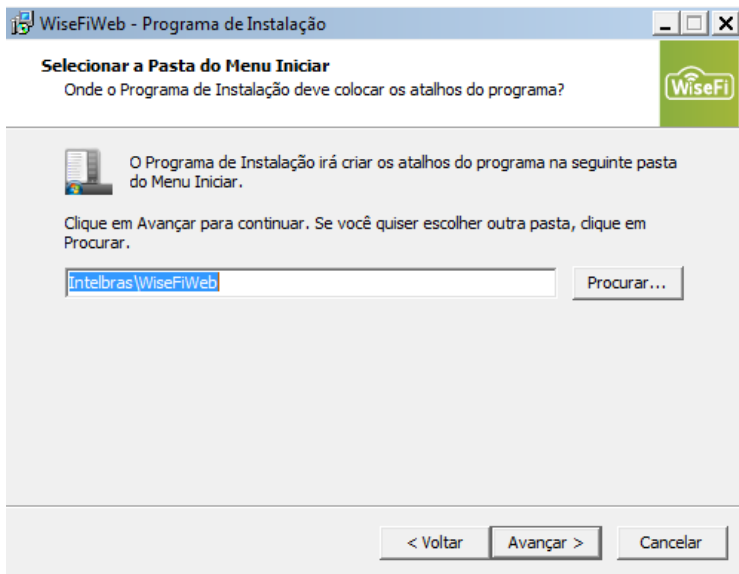 WiseFiWeb - Programa de Instalação
Selecionar a Pasta do Menu Iniciar
Onde o Programa de Instalação deve colocar os atalhos do programa?
WiseFi
O Programa de Instalação irá criar os atalhos do programa na seguinte pasta
do Menu Iniciar.
Clique em Avançar para continuar. Se você quiser escolher outra pasta, clique em
Procurar.
Intelbras\WiseFiWeb
Procurar...
< Voltar
Avançar >
Cancelar